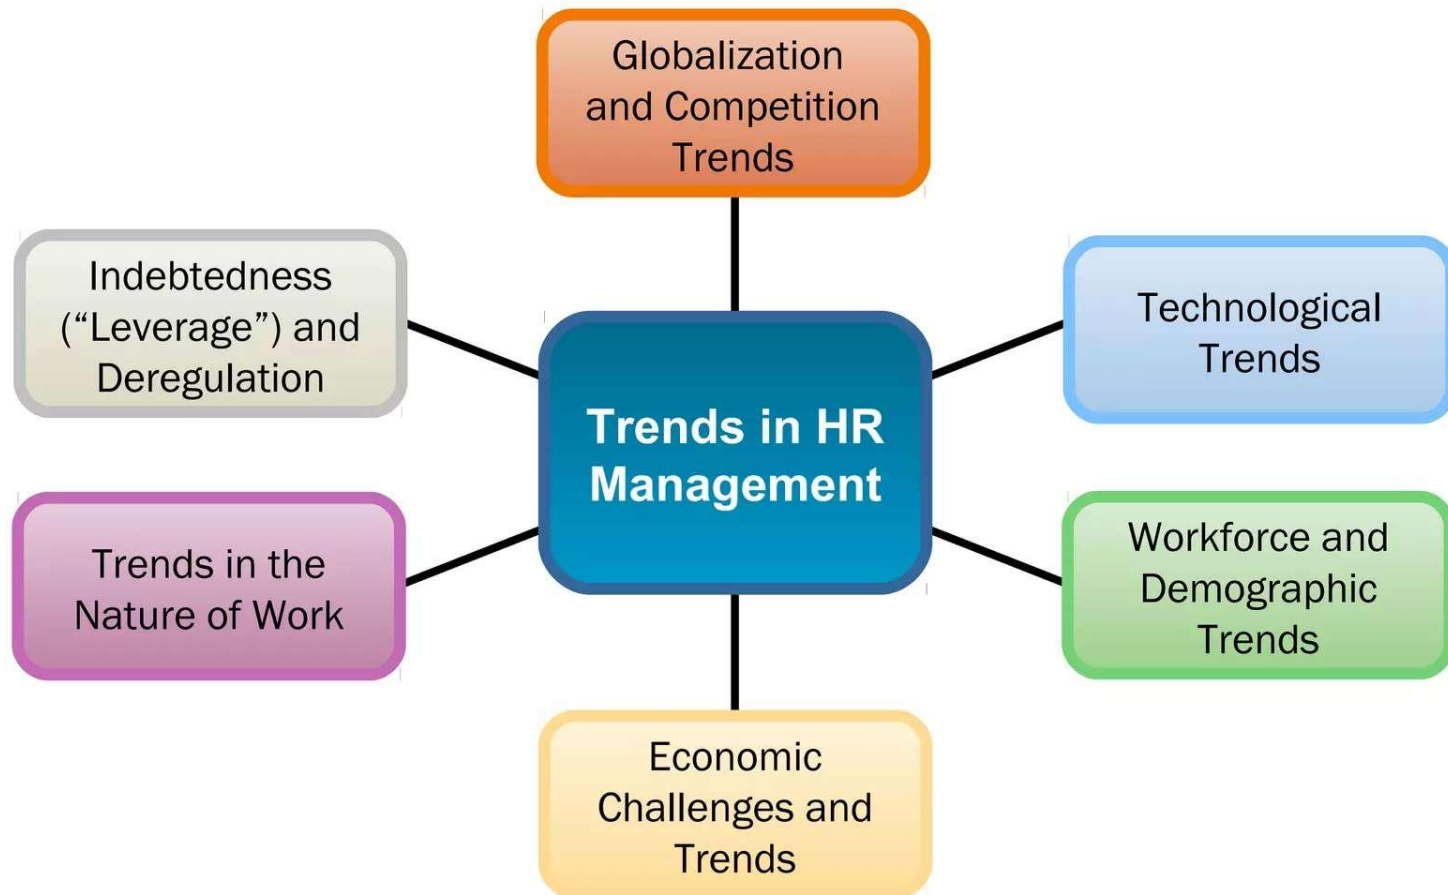 Globalization
and Competition
Trends
Indebtedness
(“Leverage”) and
Deregulation
Technological
Trends
Trends in HR
Management
Trends in the
Nature of Work
Workforce and
Demographic
Trends
Economic
Challenges and
Trends